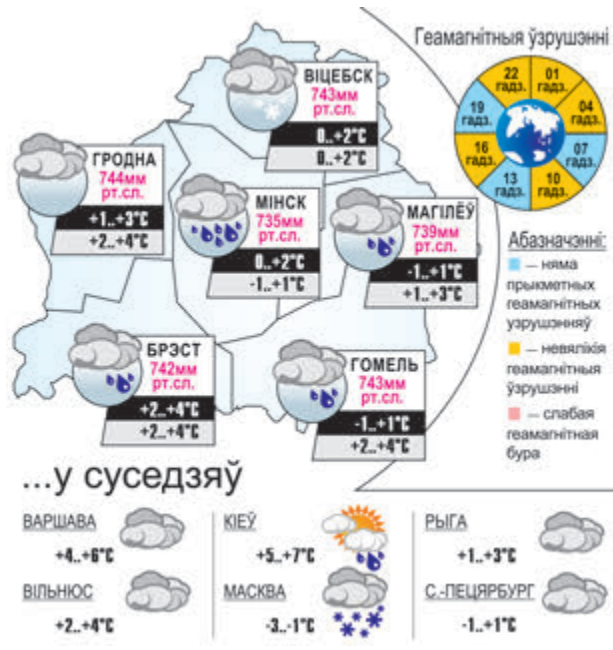 Геамагнітныя ўзрушэнні
22
гадз.
01
гадз.
04
гадз.
07
гадз.
10
гадз.
13
гадз.
16
гадз.
19
гадз.
ВІЦЕБСК
743мм
рт.сл.
0..+2°C
0..+2°C
ГРОДНА
744мм
рт.сл.
+1..+3°C
+2..+4°C
МІНСК
735мм
рт.сл.
0..+2°C
-1..+1°C
МАГІЛЁЎ
739мм
рт.сл.
-1..+1°C
+1..+3°C
БРЭСТ
742мм
рт.сл.
+2..+4°C
+2..+4°C
ГОМЕЛЬ
743мм
рт.сл.
-1..+1°C
+2..+4°C
Абазначэнні:
— няма
прыкметных
геамагнітных
узрушэнняў
— невялікія
геамагнітныя
ўзрушэнні
— слабая
геамагнітная
бура
...у суседзяў
ВАРШАВА
+4..+6°C
КІЕЎ
+5..+7°C
РЫГА
+1..+3°C
ВІЛЬНЮС
+2..+4°C
МАСКВА
-3..-1°C
С.-ПЕЦЯРБУРГ
-1..+1°C